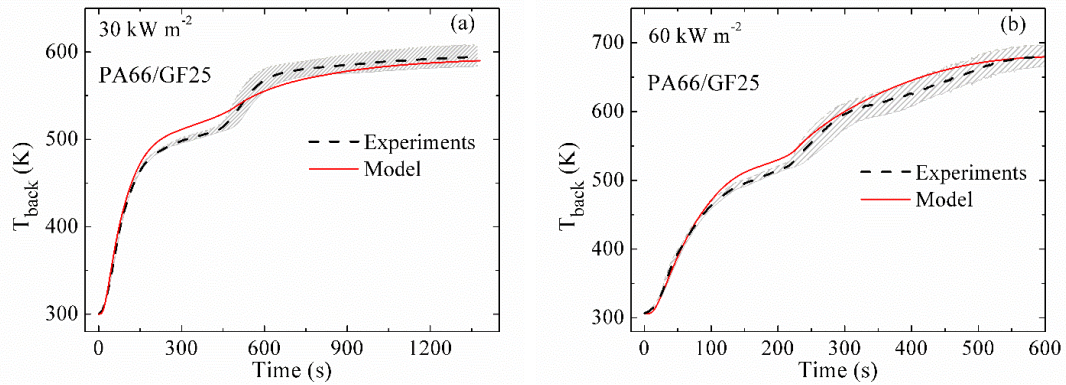 30 kW m-2
(a)
PA66/GF25
Experiments
Model
600
500
400
300
Tback (K)
0 300 600 900 1200
Time (s)
60 kW m-2
(b)
PA66/GF25
Experiments
Model
700
600
500
400
300
Tback (K)
0 100 200 300 400 500 600
Time (s)